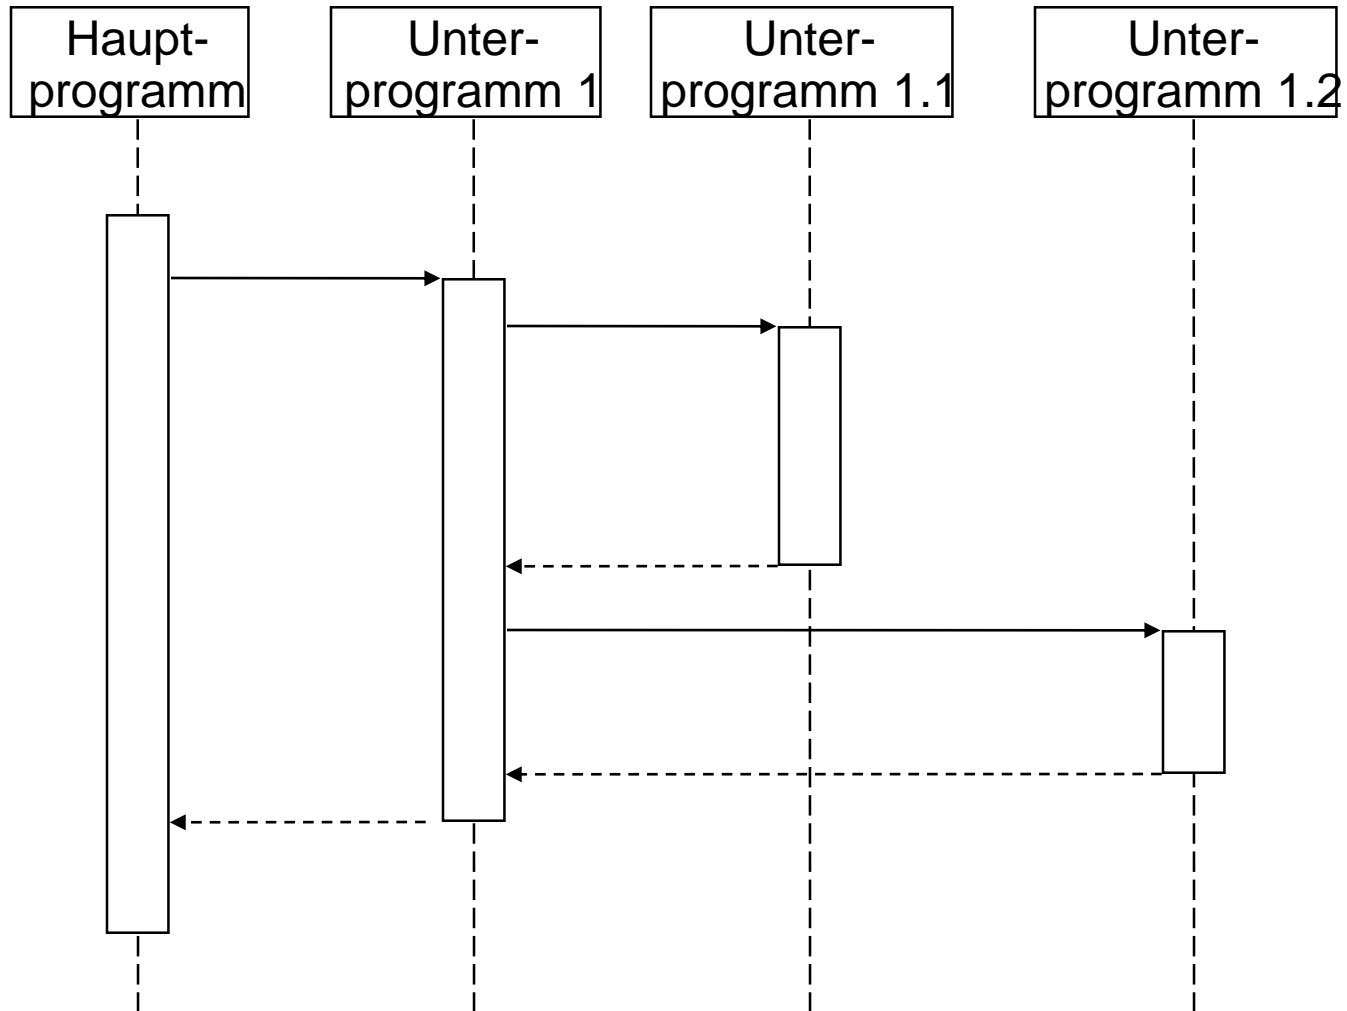 Haupt-
programm
Unter-
programm 1
Unter-
programm 1.1
Unter-
programm 1.2